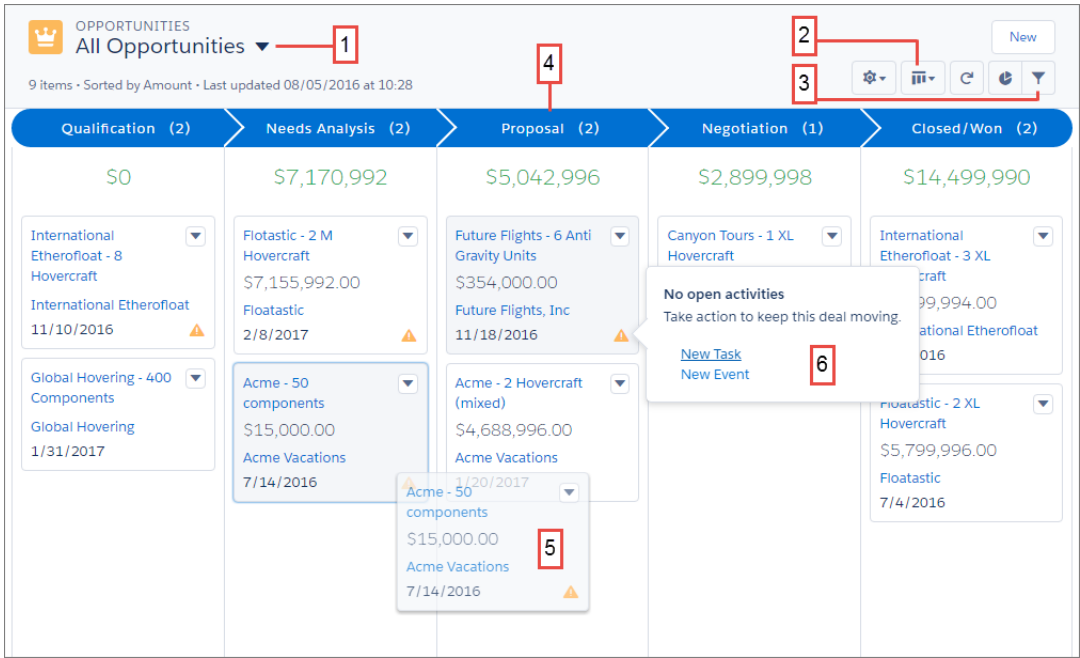 OPPORTUNITIES
All Opportunities
1
2
New
4
3
9 items • Sorted by Amount • Last updated 08/05/2016 at 10:28
Qualification (2)
Needs Analysis (2)
Proposal (2)
Negotiation (1)
Closed/Won (2)
$0
$7,170,992
$5,042,996
$2,899,998
$14,499,990
International
Etherofloat - 8
Hovercraft
International Etherofloat
11/10/2016
Global Hovering - 400
Components
Global Hovering
1/31/2017
Flotastic - 2 M
Hovercraft
$7,155,992.00
Floatastic
2/8/2017
Acme - 50
components
$15,000.00
Acme Vacations
7/14/2016
Future Flights - 6 Anti
Gravity Units
$354,000.00
Future Flights, Inc
11/18/2016
Acme - 2 Hovercraft
(mixed)
$4,688,996.00
Acme Vacations
1/20/2017
Acme - 50
components
$15,000.00
Acme Vacations
7/14/2016
5
Canyon Tours - 1 XL
Hovercraft
No open activities
Take action to keep this deal moving.
New Task
New Event
6
International
Etherofloat - 3 XL
craft
99,994.00
ational Etherofloat
016
Floatastic - 2 XL
Hovercraft
$5,799,996.00
Floatastic
7/4/2016